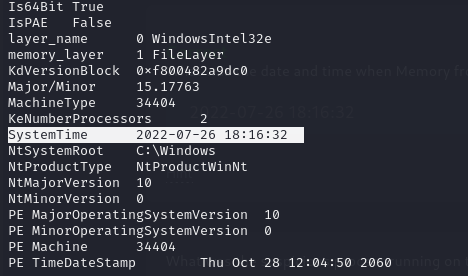 Is64Bit True
IsPAE   False
layer_name      0 WindowsIntel32e
memory_layer    1 FileLayer
KdVersionBlock  0×f800482a9dc0
Major/Minor     15.17763
MachineType     34404
KeNumberProcessors      2
SystemTime      2022-07-26 18:16:32
NtSystemRoot    C:\Windows
NtProductType   NtProductWinNt
NtMajorVersion  10
NtMinorVersion  0
PE MajorOperatingSystemVersion  10
PE MinorOperatingSystemVersion  0
PE Machine      34404
PE TimeDateStamp        Thu Oct 28 12:04:50 2060